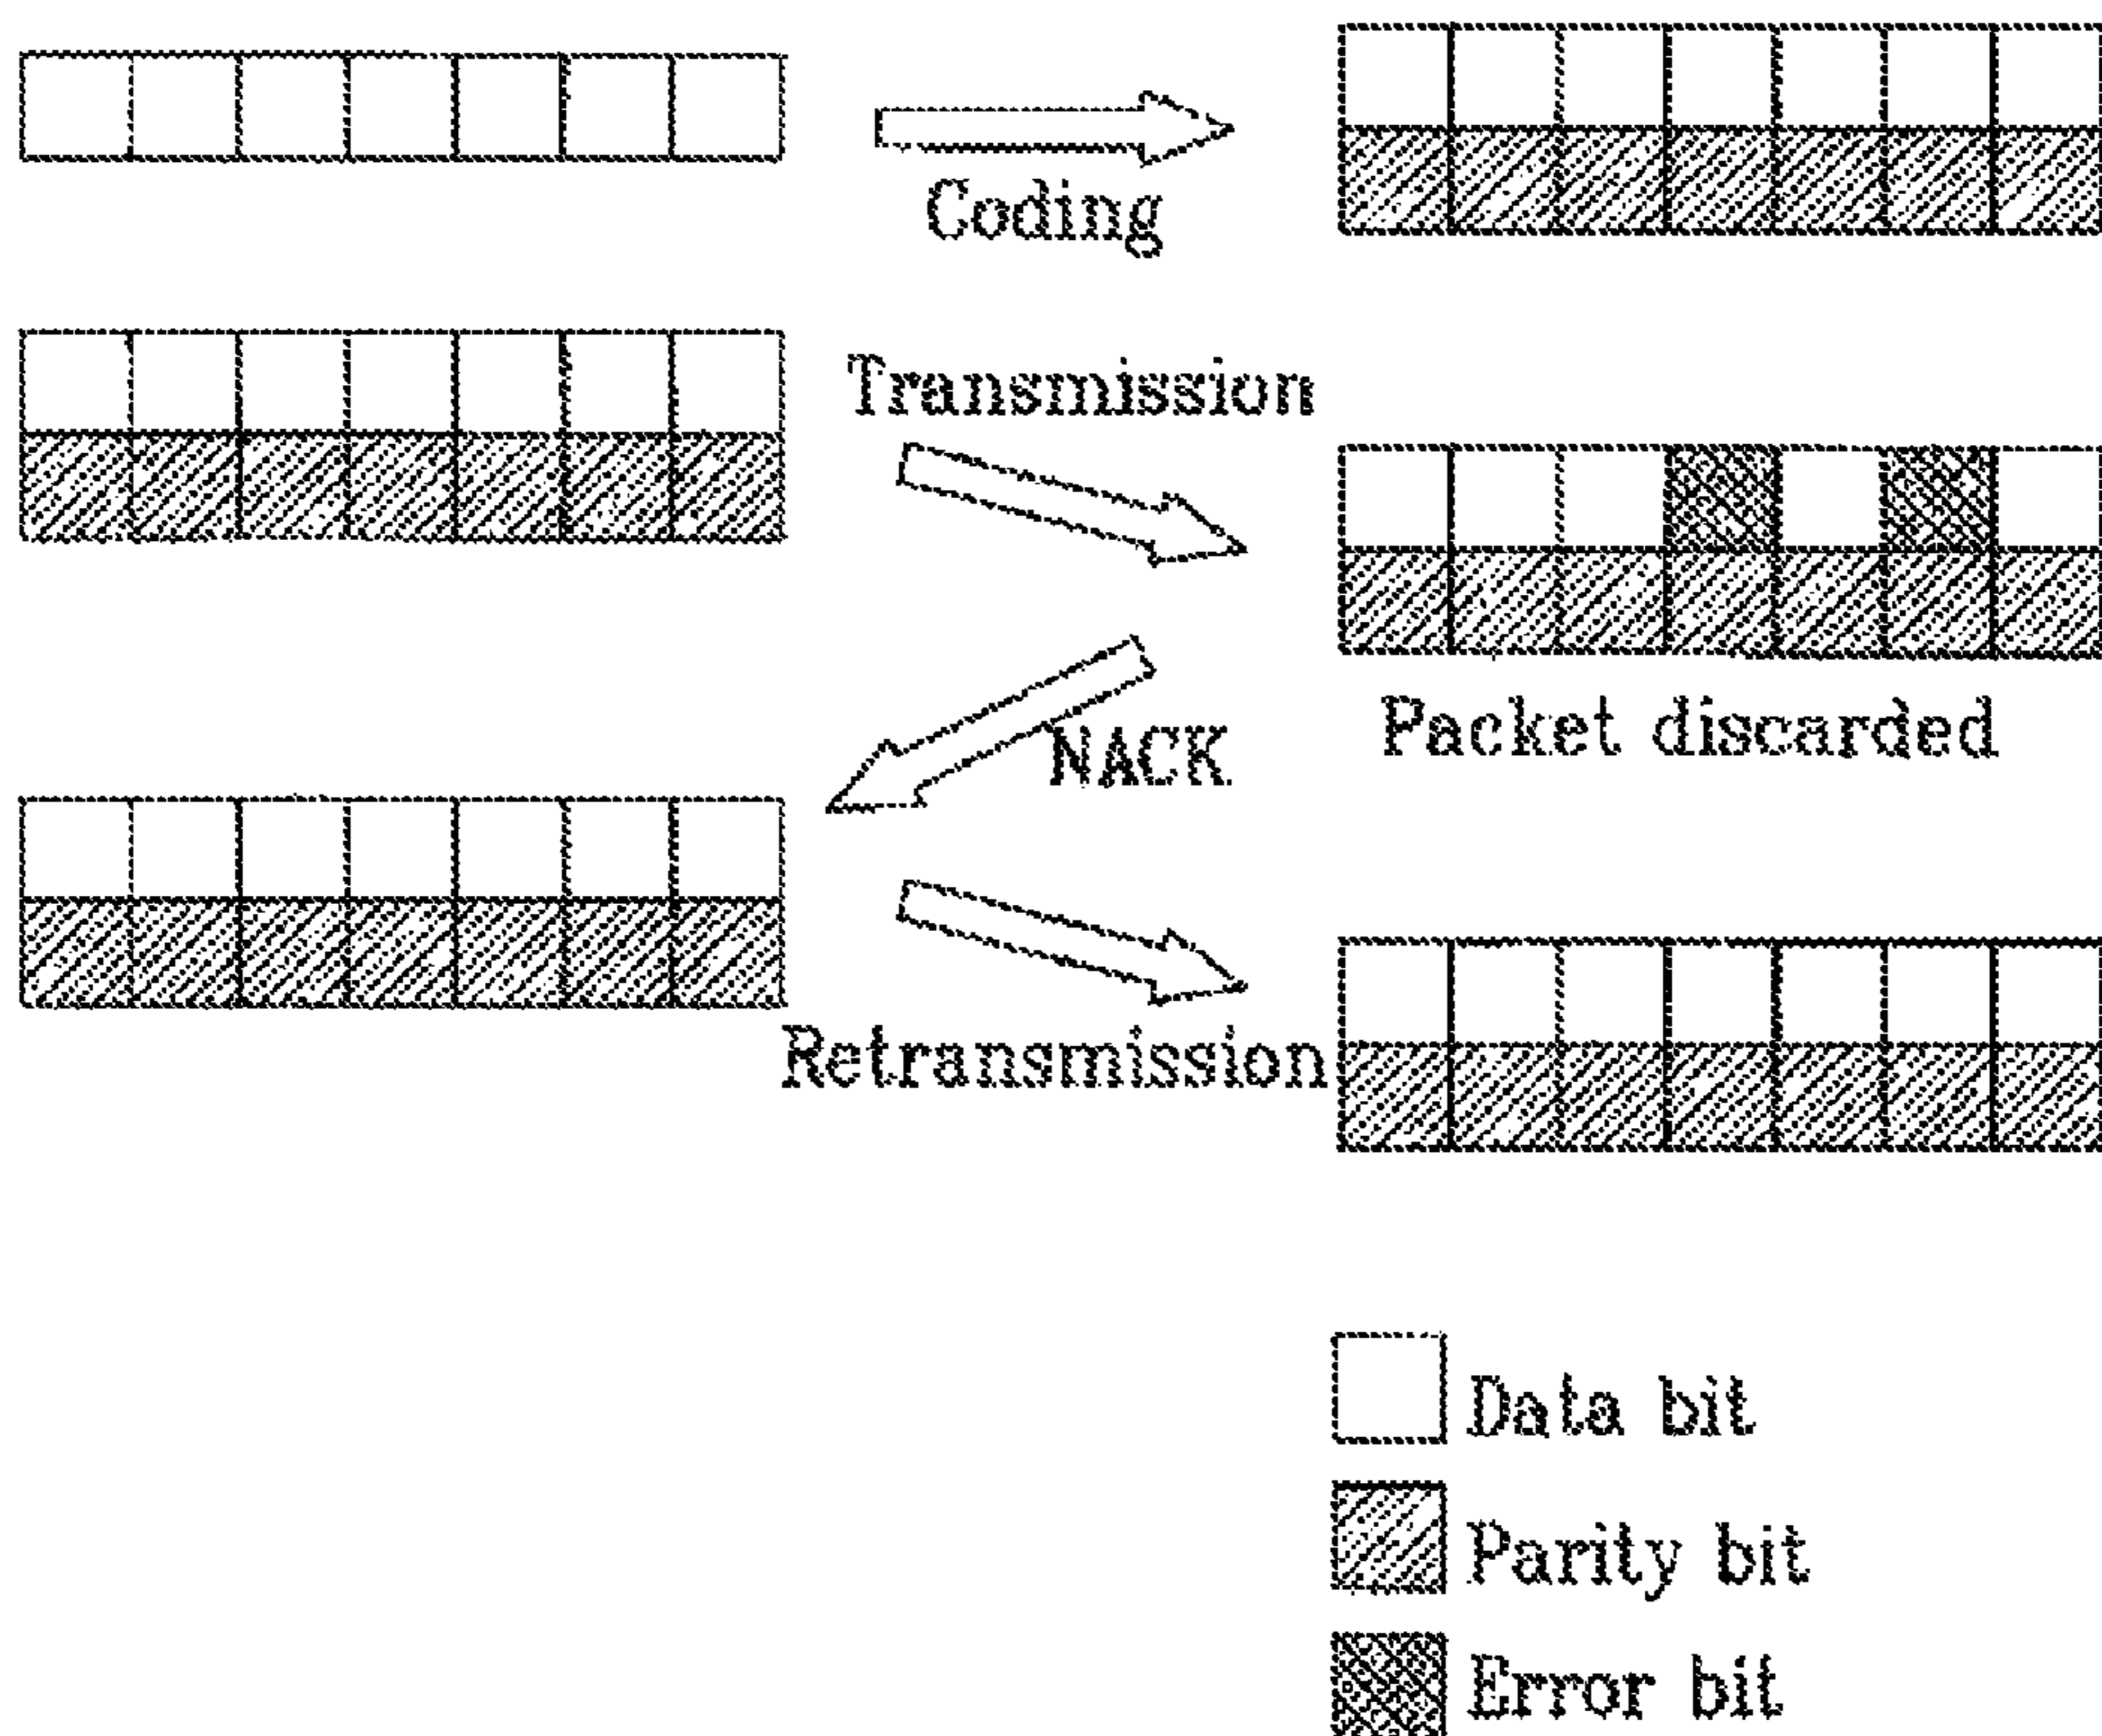 Coding
Transmission
Packet discarded
NACK
Retransmission
Data bit
Parity bit
Error bit